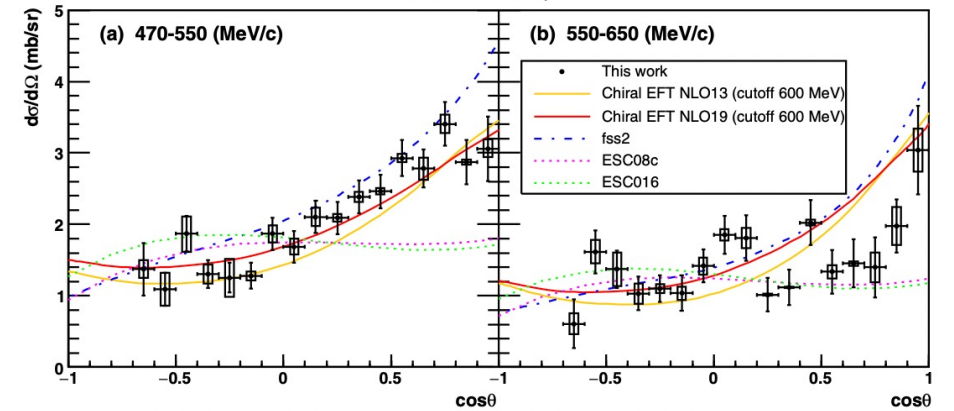 dσ/dΩ (mb/sr)
5
4
3
2
1
0
(a) 470-550 (MeV/c)
−1
−0.5
0
0.5
cosθ
(b) 550-650 (MeV/c)
This work
Chiral EFT NLO13 (cutoff 600 MeV)
Chiral EFT NLO19 (cutoff 600 MeV)
fss2
ESC08c
ESC016
−1
−0.5
0
0.5
1
cosθ